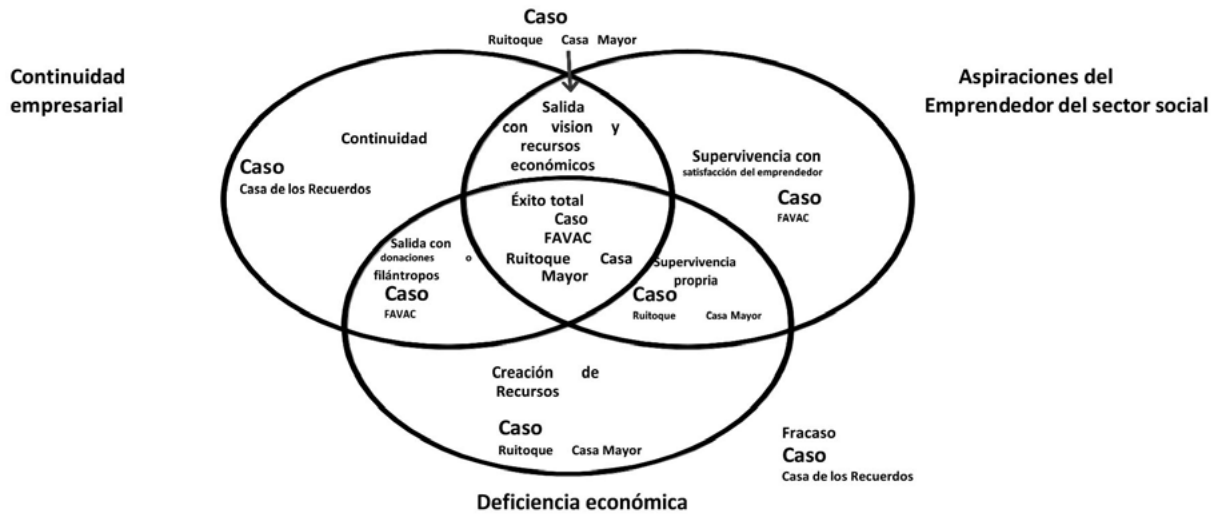 Caso
Ruitoque Casa Mayor
Continuidad
empresarial
Aspiraciones del
Emprendedor del sector social
Salida
con vision y
recursos
económicos
Continuidad
Caso
Casa de los Recuerdos
Supervivencia con
satisfacción del emprendedor
Caso
FAVAC
Éxito total
Caso
FAVAC
Ruitoque Casa
Mayor
Salida con
donaciones o
filántropos
Caso
FAVAC
Supervivencia
propria
Caso
Ruitoque Casa Mayor
Creación de
Recursos
Caso
Ruitoque Casa Mayor
Fracaso
Caso
Casa de los Recuerdos
Deficiencia económica